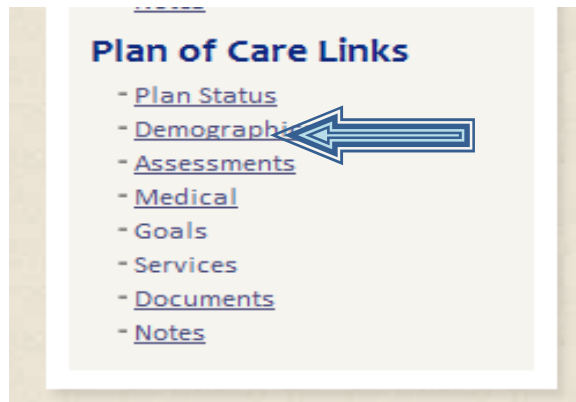 Plan of Care Links
- Plan Status
- Demographi
- Assessments
- Medical
- Goals
- Services
- Documents
- Notes